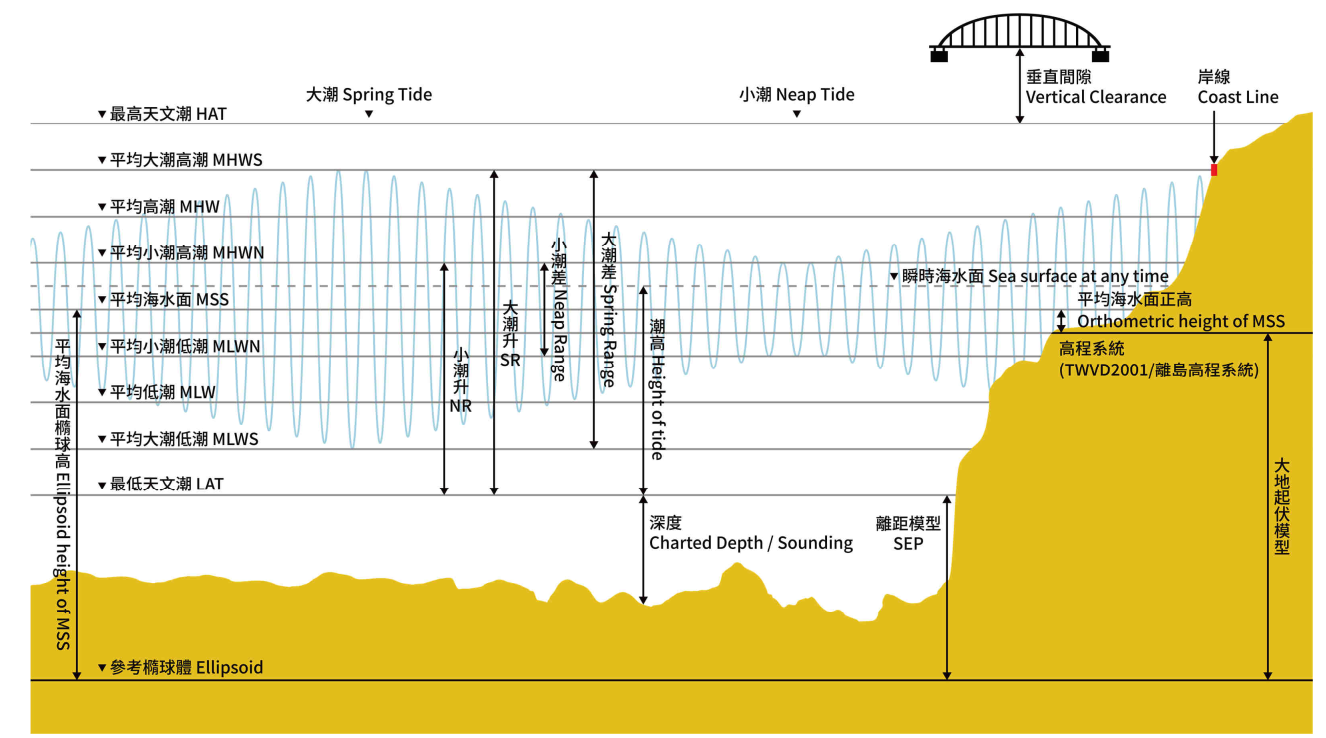 垂直間隙
Vertical Clearance
岸線
Coast Line
大潮 Spring Tide
小潮 Neap Tide
▼最高天文潮 HAT
▼平均大潮高潮 MHWS
▼平均高潮 MHW
▼平均小潮高潮 MHWN
▼瞬時海水面 Sea surface at any time
▼平均海水面 MSS
平均海水面正高
Orthometric height of MSS
▼平均小潮低潮 MLWN
高程系統
(TWVD2001/離島高程系統)
▼平均低潮 MLW
▼平均大潮低潮 MLWS
▼最低天文潮 LAT
平均海水面橢球高 Ellipsoid height of MSS
小潮升
NR
大潮升
SR
小潮差 Neap Range
大潮差 Spring Range
潮高 Height of tide
深度
Charted Depth / Sounding
離距模型
SEP
大地起伏模型
▼參考橢球體 Ellipsoid